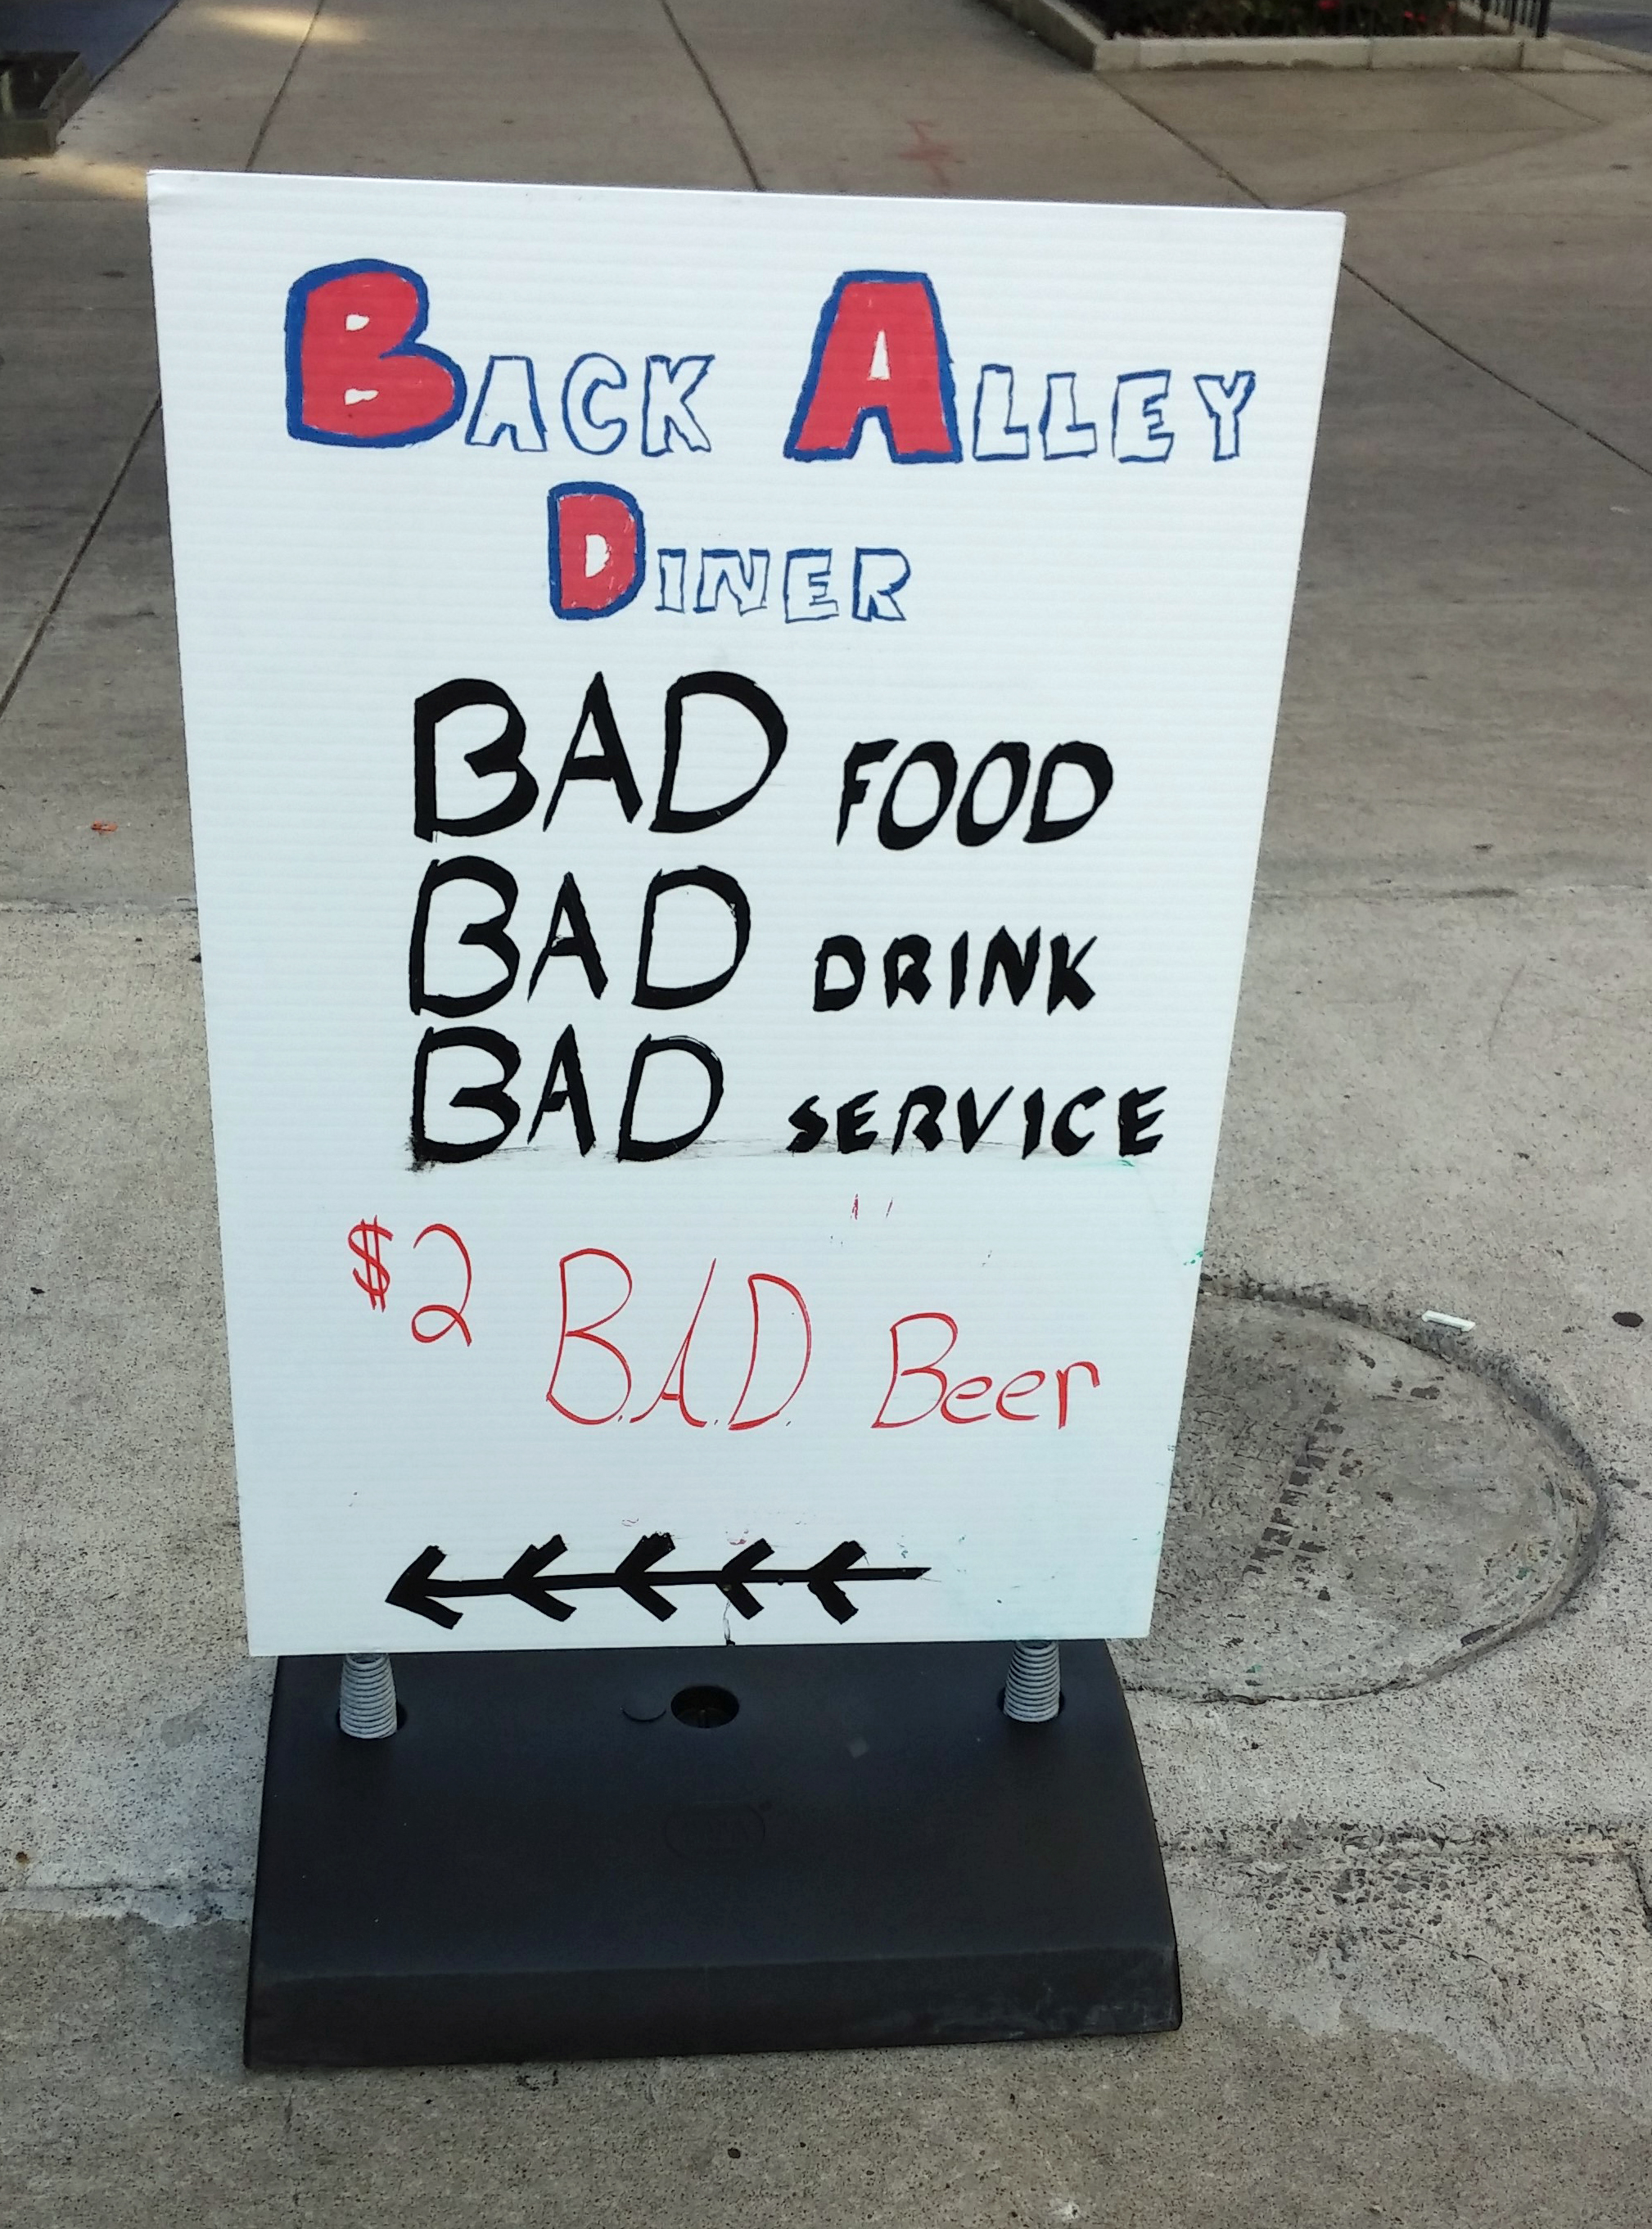 BACK ALLEY
DINER
BAD FOOD
BAD DRINK
BAD SERVICE
$2 B.A.D. Beer